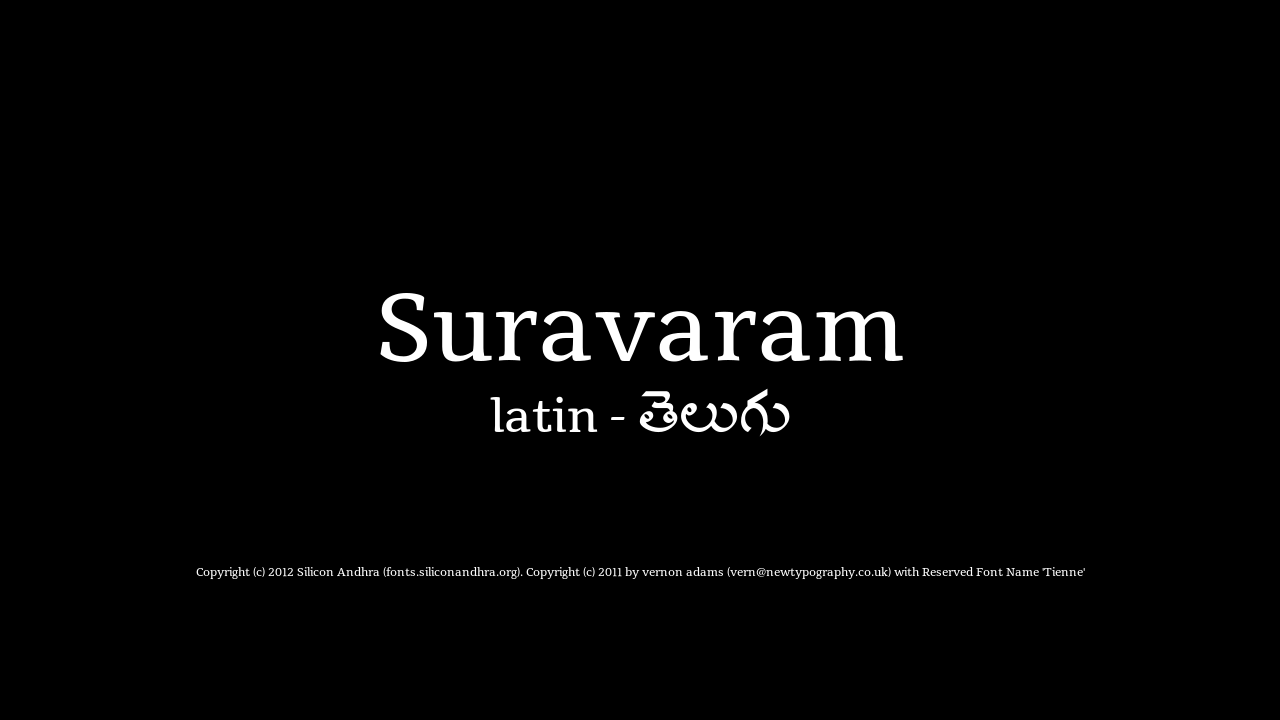 Suravaram
latin - తెలుగు
Copyright (c) 2012 Silicon Andhra (fonts.siliconandhra.org). Copyright (c) 2011 by vernon adams (vern@newtypography.co.uk) with Reserved Font Name 'Tienne'